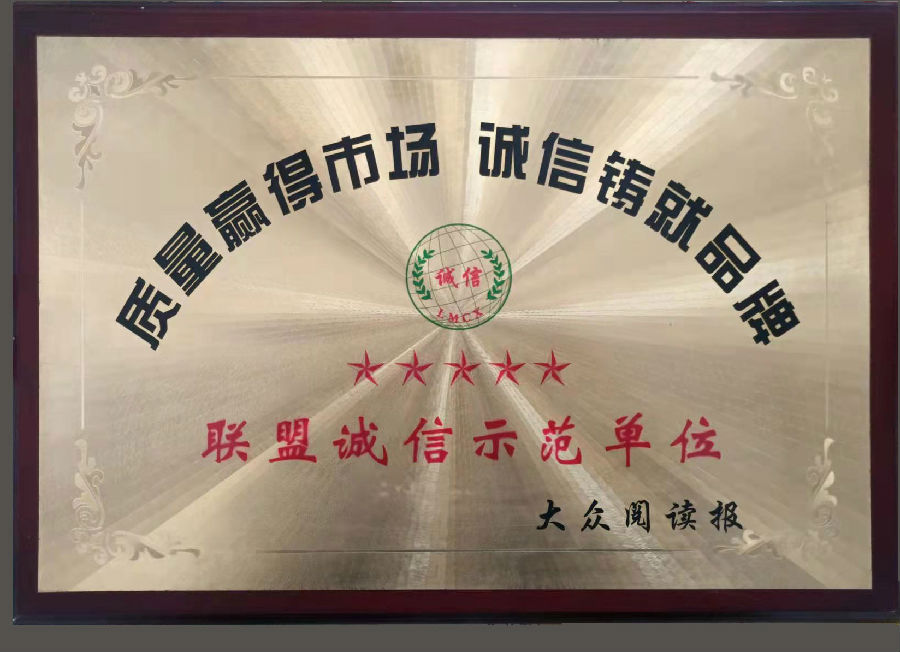 质量赢得市场 诚信铸就品牌
诚信
LMCX
联盟诚信示范单位
大众阅读报